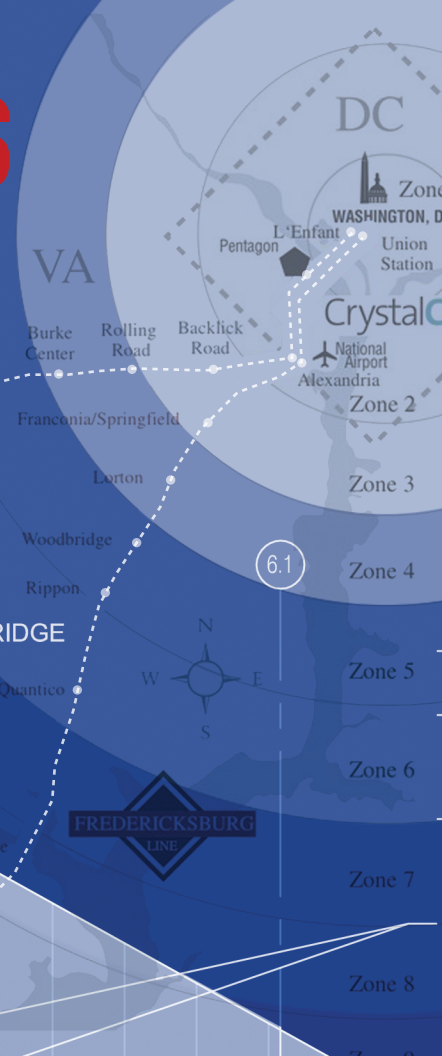 S
DC
Zone
WASHINGTON, D
L'Enfant
Pentagon
Union
Station
VA
Crystal
Burke
Center
Rolling
Road
Backlick
Road
National
Airport
Alexandria
Zone 2
Franconia/Springfield
Lorton
Zone 3
Woodbridge
6.1
Zone 4
Rippon
RIDGE
N
W
E
S
Zone 5
Quantico
Zone 6
FREDERICKSBURG
LINE
e
Zone 7
Zone 8